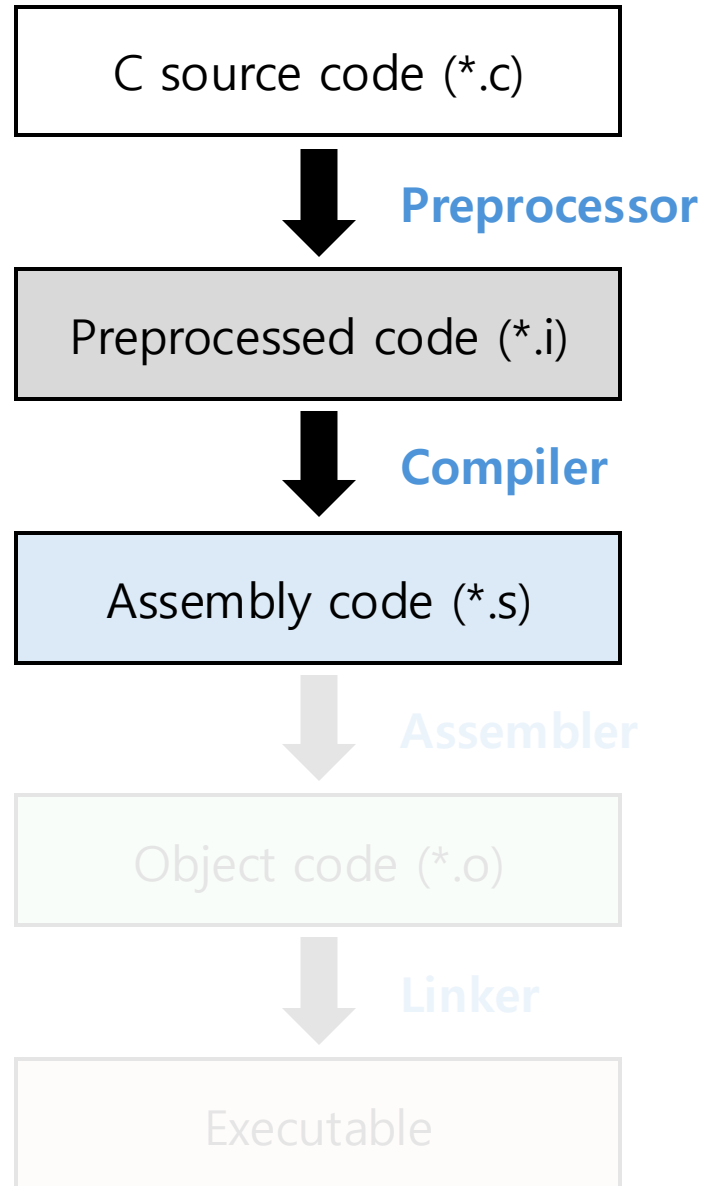 C source code (*.c)
Preprocessor
Preprocessed code (*.i)
Compiler
Assembly code (*.s)
Assembler
Object code (*.o)
Linker
Executable